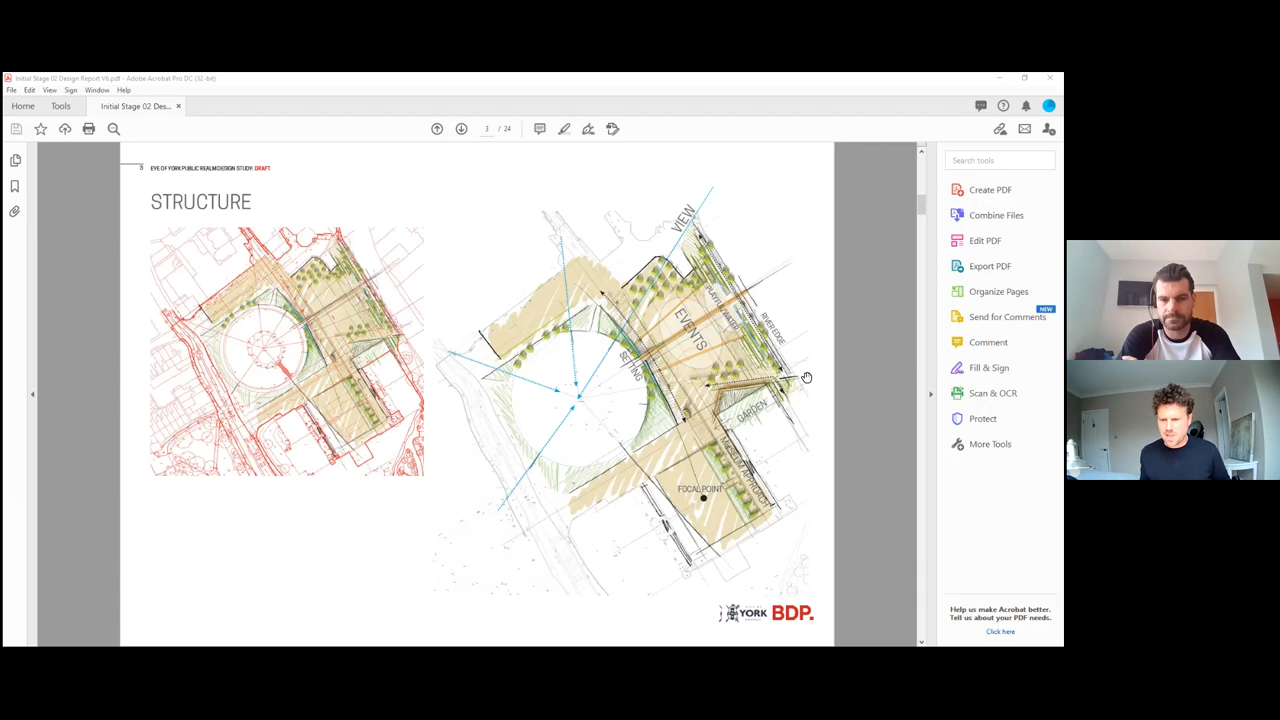 Initial Stage 02 Design Report V6.pdf - Adobe Acrobat Pro DC (32-bit)
File Edit View Sign Window Help
Home Tools Initial Stage 02 Des... ×
3 / 24
Search tools
3 EYE OF YORK PUBLIC REALM DESIGN STUDY: DRAFT
STRUCTURE
VIEW
PLAYFUL WATER
RIVER EDGE
EVENTS
SETTING
GARDEN
MUSEUM APPROACH
FOCAL POINT
YORK BDP.
Create PDF
Combine Files
Edit PDF
Export PDF
Organize Pages
NEW
Send for Comments
Comment
Fill & Sign
Scan & OCR
Protect
More Tools
Help us make Acrobat better.
Tell us about your PDF needs.
Click here